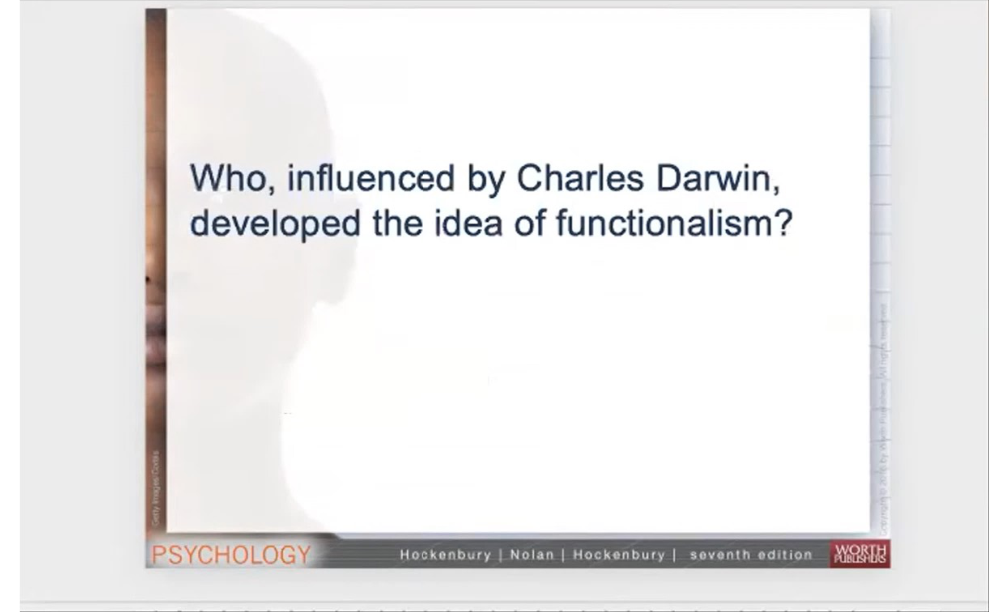 Who, influenced by Charles Darwin,
developed the idea of functionalism?
Getty Images/Corbis
Copyright © 2016 by Worth Publishers. All rights reserved
PSYCHOLOGY
Hockenbury | Nolan | Hockenbury | seventh edition
WORTH
PUBLISHERS